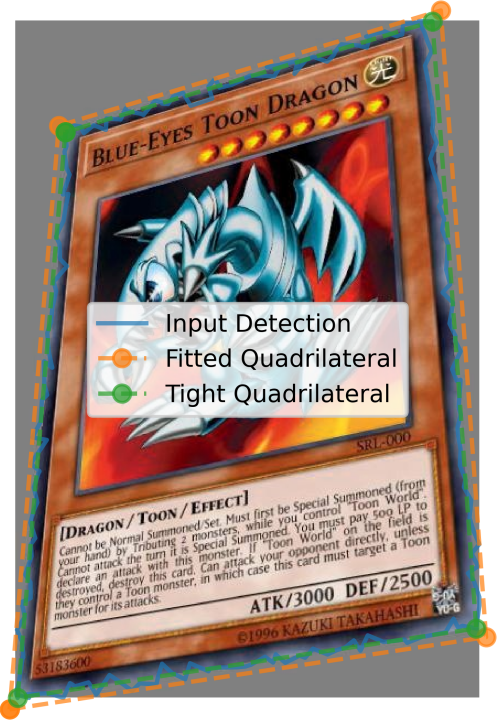 BLUE-EYES TOON DRAGON
光
Input Detection
Fitted Quadrilateral
Tight Quadrilateral
SRL-000
[DRAGON / TOON / EFFECT]
Cannot be Normal Summoned/Set. Must first be Special Summoned (from
your hand) by Tributing 2 monsters, while you control "Toon World".
Cannot attack the turn it is Special Summoned. You must pay 500 LP to
declare an attack with this monster. If "Toon World" on the field is
destroyed, destroy this card. Can attack your opponent directly, unless
they control a Toon monster, in which case this card must target a Toon
monster for its attacks.
ATK/3000 DEF/2500
53183600
©1996 KAZUKI TAKAHASHI